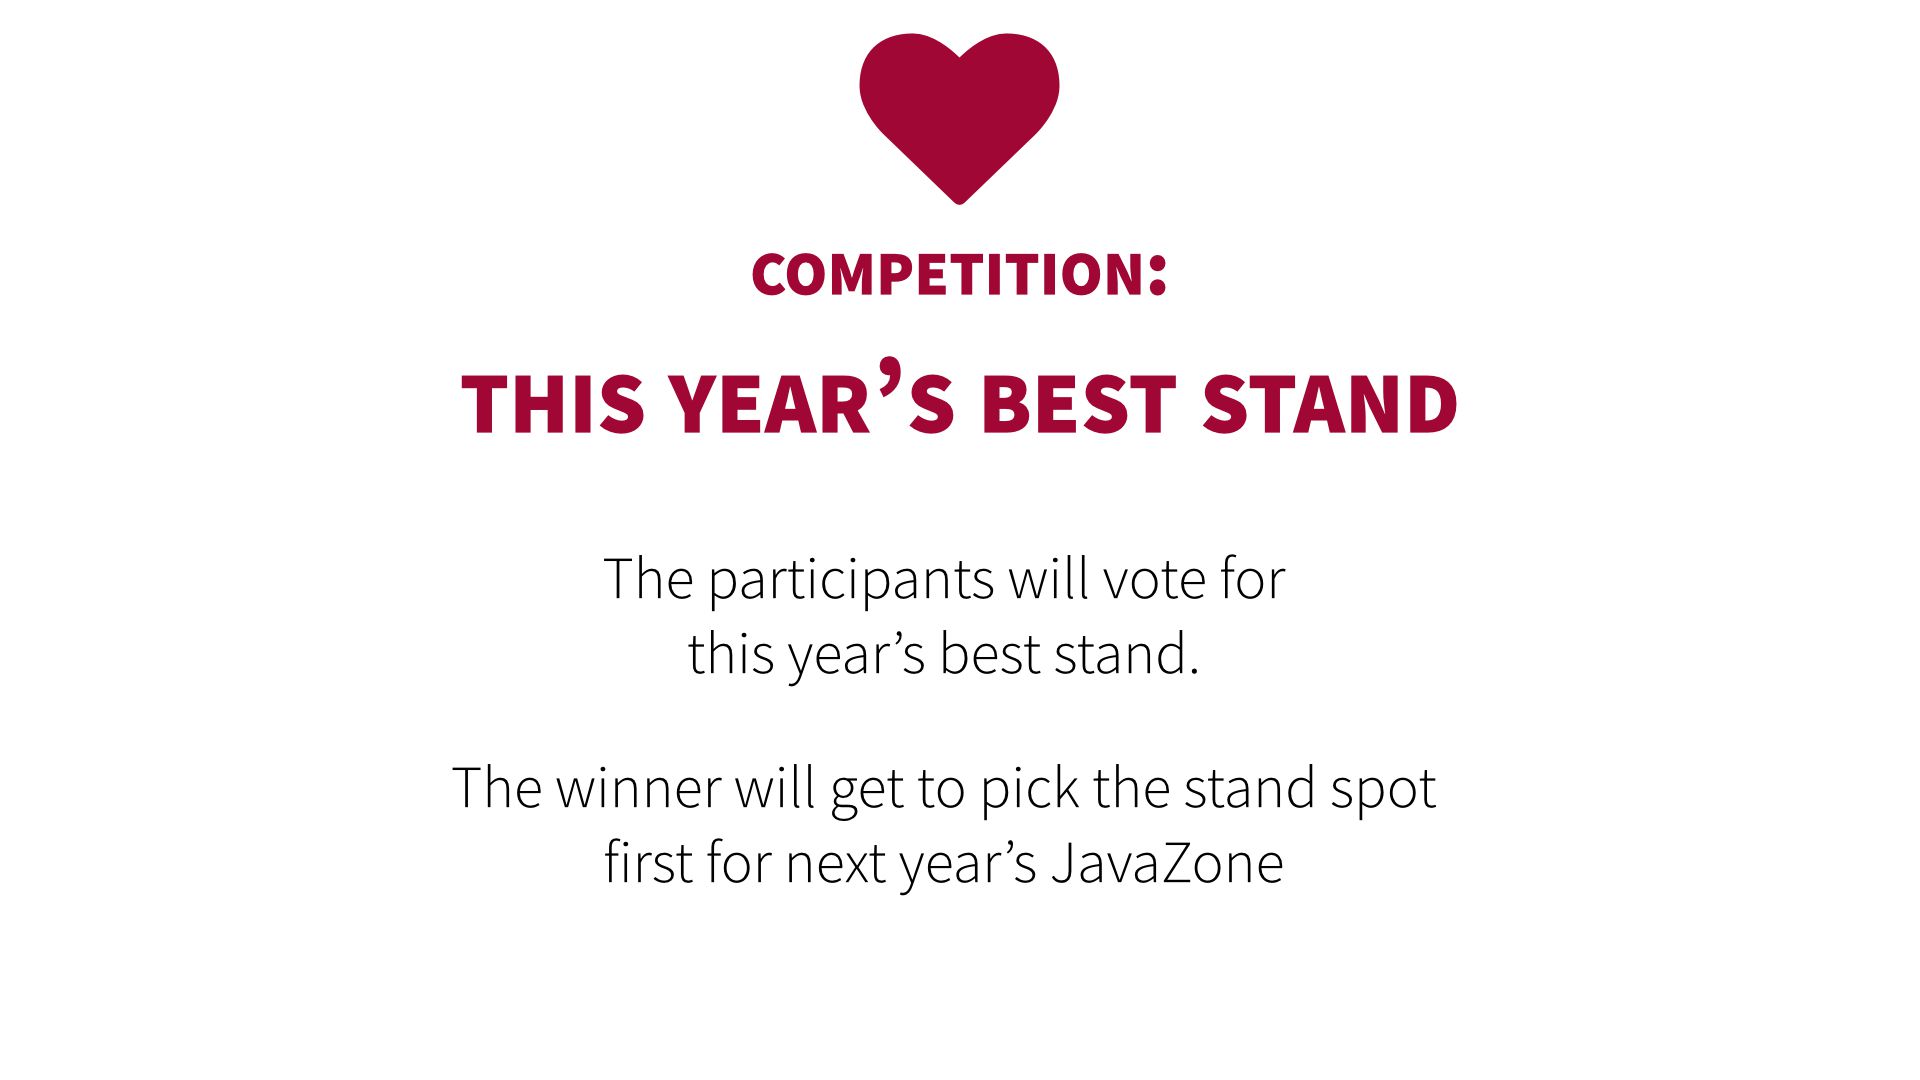 COMPETITION:
THIS YEAR’S BEST STAND
The participants will vote for
this year’s best stand.
The winner will get to pick the stand spot
first for next year’s JavaZone